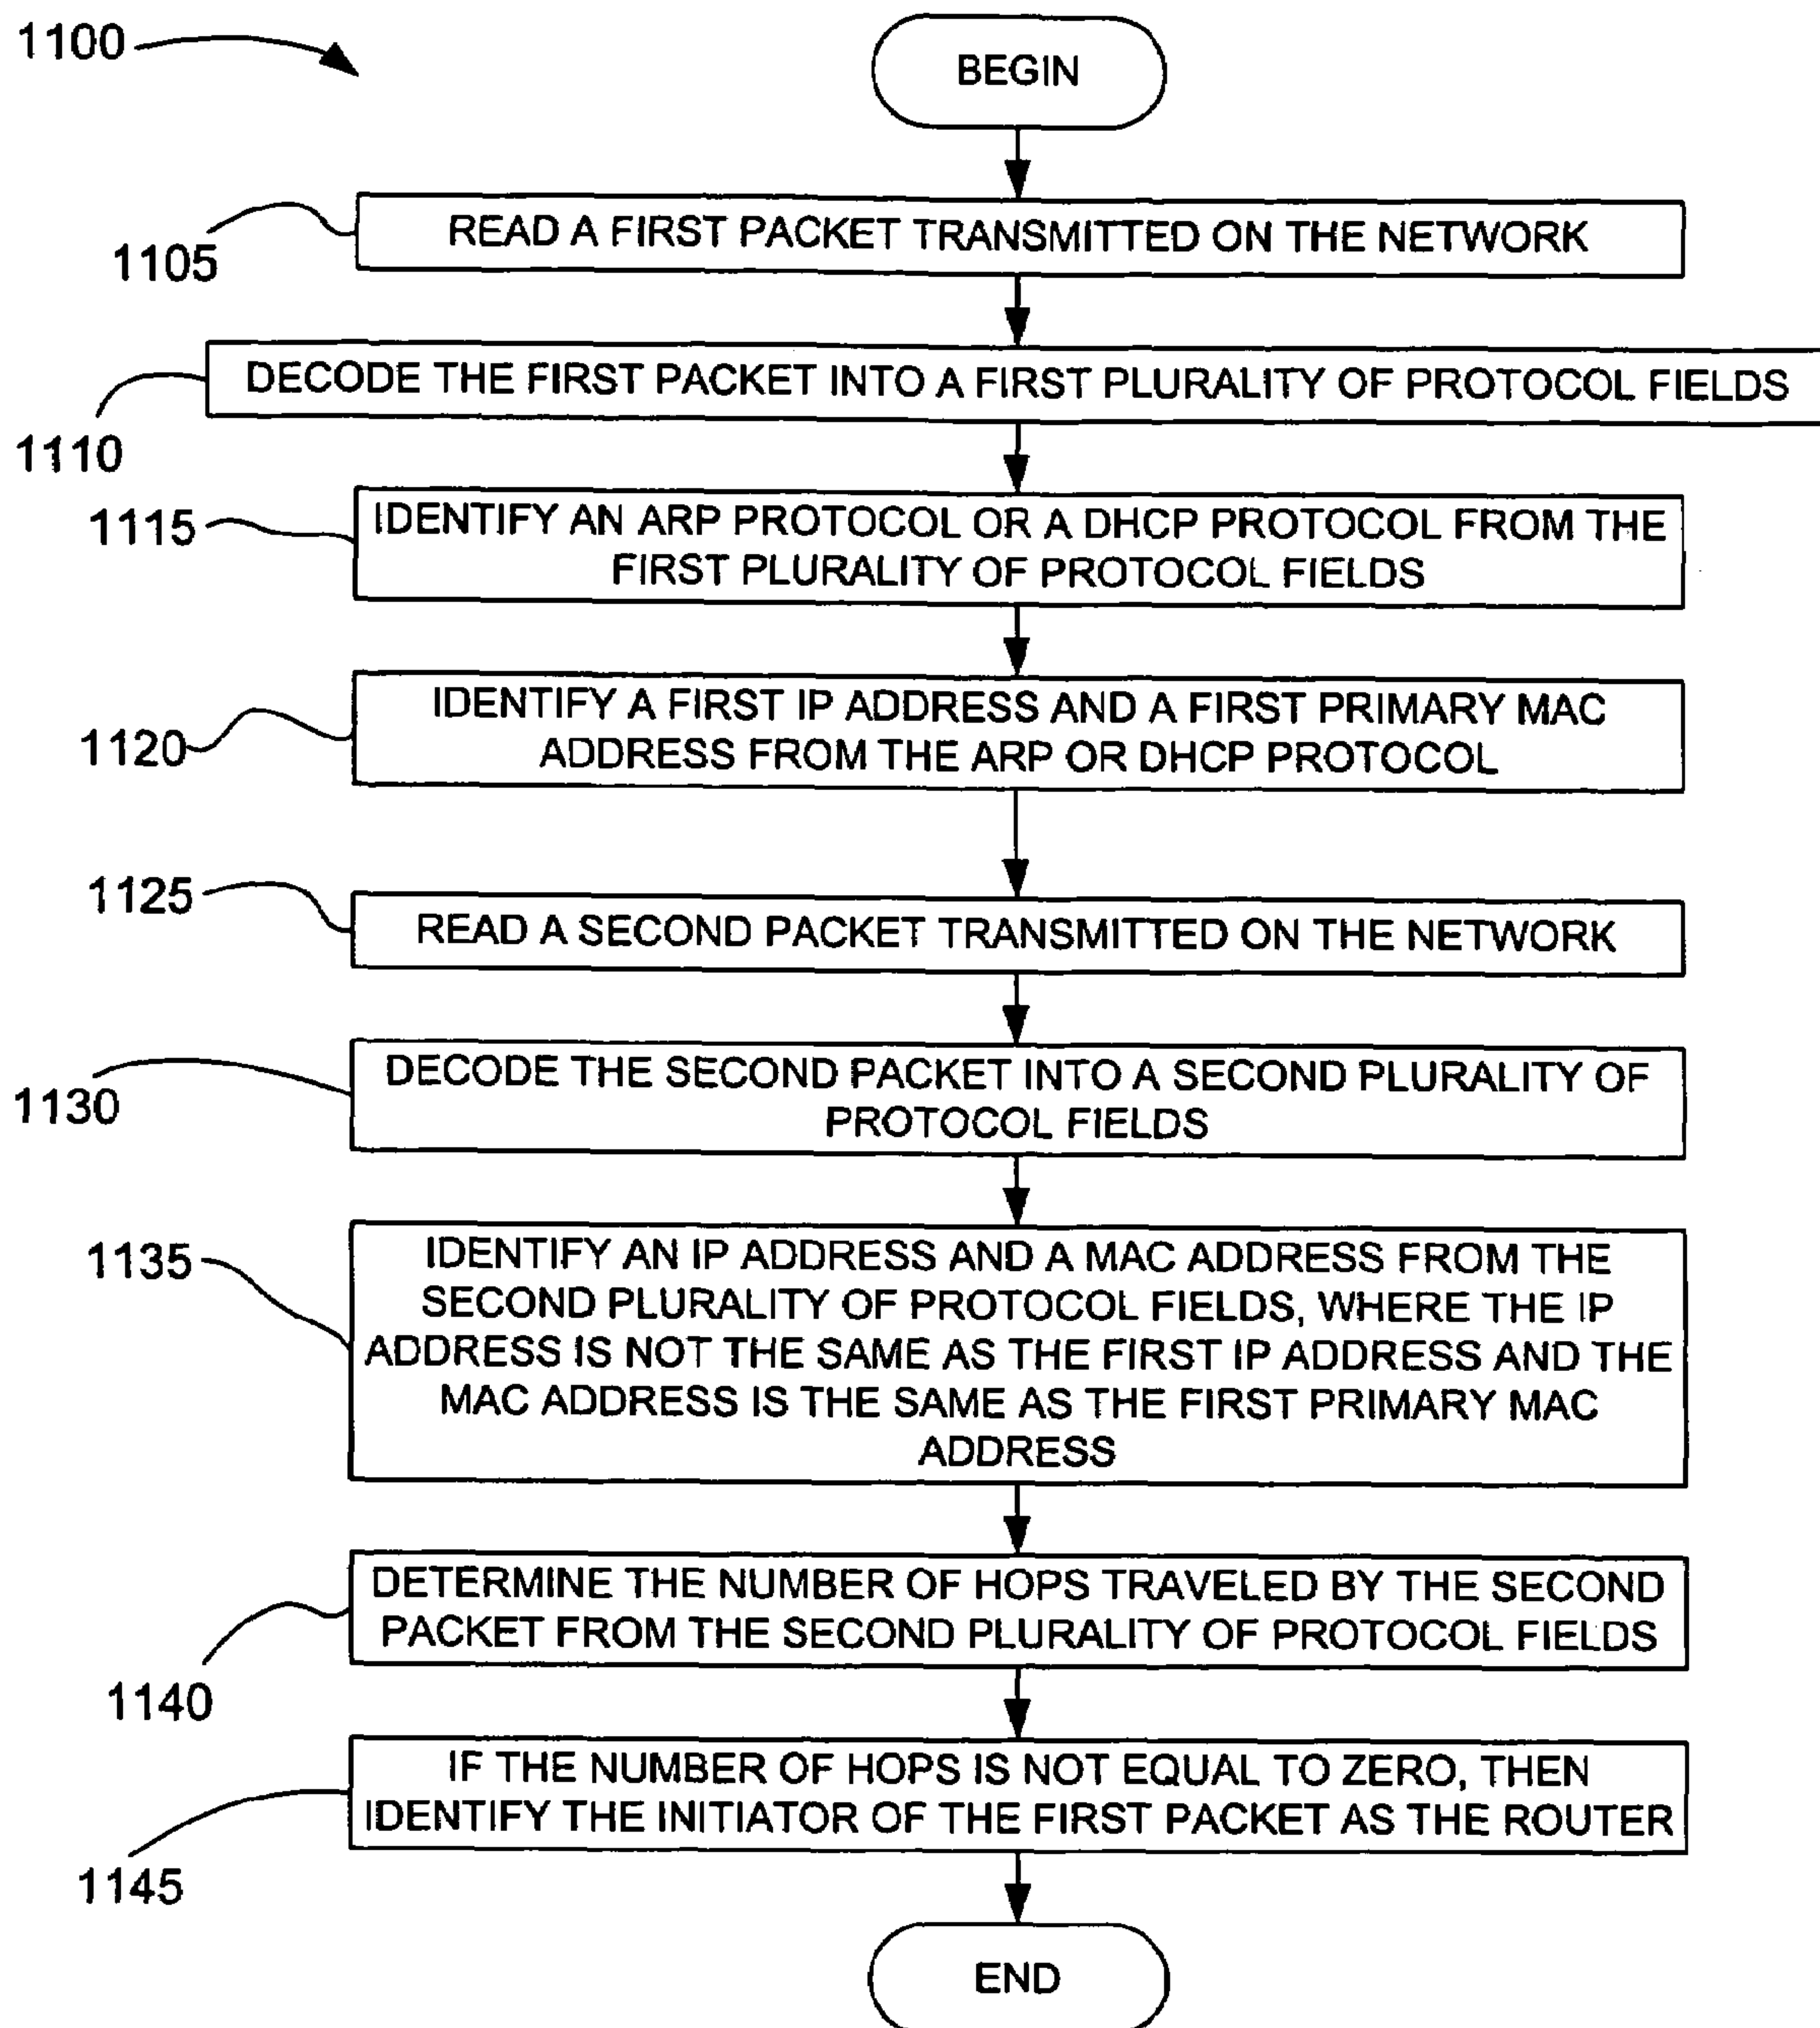 1100
BEGIN
READ A FIRST PACKET TRANSMITTED ON THE NETWORK
1105
DECODE THE FIRST PACKET INTO A FIRST PLURALITY OF PROTOCOL FIELDS
1110
1115
IDENTIFY AN ARP PROTOCOL OR A DHCP PROTOCOL FROM THE
FIRST PLURALITY OF PROTOCOL FIELDS
1120
IDENTIFY A FIRST IP ADDRESS AND A FIRST PRIMARY MAC
ADDRESS FROM THE ARP OR DHCP PROTOCOL
1125
READ A SECOND PACKET TRANSMITTED ON THE NETWORK
1130
DECODE THE SECOND PACKET INTO A SECOND PLURALITY OF
PROTOCOL FIELDS
1135
IDENTIFY AN IP ADDRESS AND A MAC ADDRESS FROM THE
SECOND PLURALITY OF PROTOCOL FIELDS, WHERE THE IP
ADDRESS IS NOT THE SAME AS THE FIRST IP ADDRESS AND THE
MAC ADDRESS IS THE SAME AS THE FIRST PRIMARY MAC
ADDRESS
DETERMINE THE NUMBER OF HOPS TRAVELED BY THE SECOND
PACKET FROM THE SECOND PLURALITY OF PROTOCOL FIELDS
1140
IF THE NUMBER OF HOPS IS NOT EQUAL TO ZERO, THEN
IDENTIFY THE INITIATOR OF THE FIRST PACKET AS THE ROUTER
1145
END